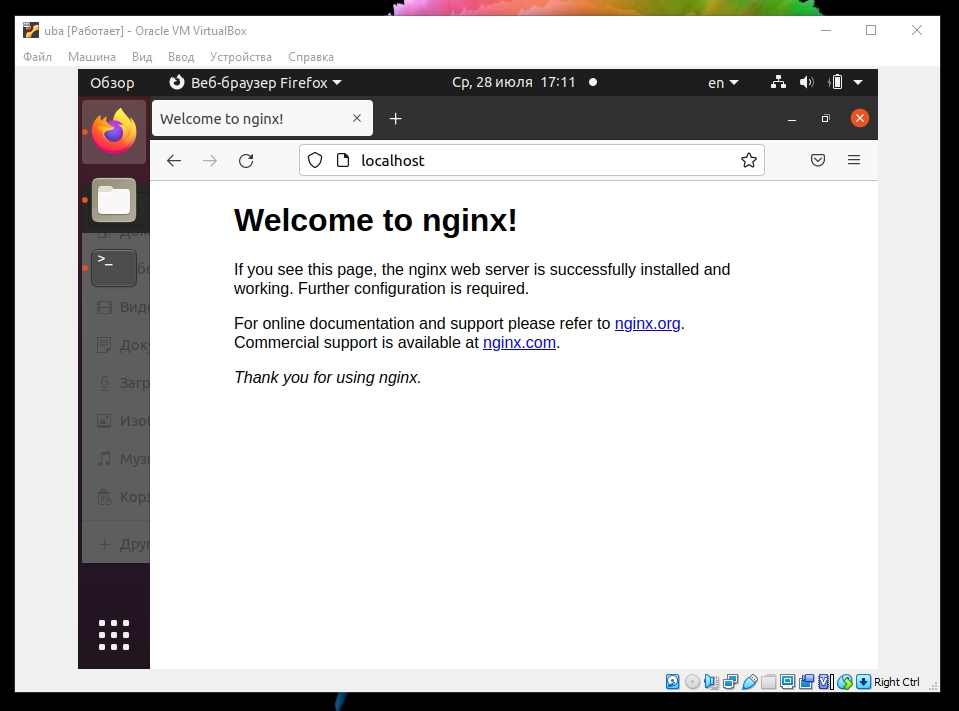 uba [Работает] - Oracle VM VirtualBox
Файл Машина Вид Ввод Устройства Справка
Обзор Веб-браузер Firefox Ср, 28 июля 17:11 en
Welcome to nginx!
localhost
Welcome to nginx!
If you see this page, the nginx web server is successfully installed and
working. Further configuration is required.
For online documentation and support please refer to nginx.org.
Commercial support is available at nginx.com.
Thank you for using nginx.
>_
Виде
Доку
Загр
Изоб
Музы
Корз
Друг
Right Ctrl